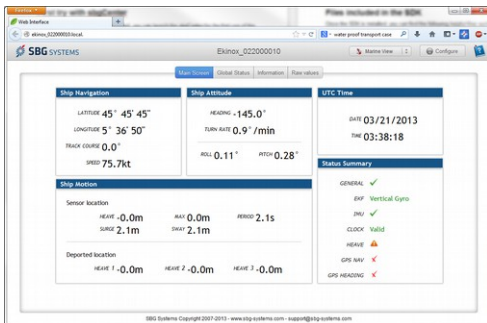 Firefox
Web Interface
ekinox_022000010.local.
water proof transport case
SBG SYSTEMS
Ekinox_022000010
Marine View
Configure
Main Screen Global Status Information Raw values
Ship Navigation
LATITUDE 45° 45' 45"
LONGITUDE 5° 36' 50"
TRACK COURSE 0.0°
SPEED 75.7kt
Ship Attitude
HEADING -145.0°
TURN RATE 0.9°/min
ROLL 0.11° PITCH 0.28°
UTC Time
DATE 03/21/2013
TIME 03:38:18
Ship Motion
Sensor location
HEAVE -0.0m MAX 0.0m PERIOD 2.1s
SURGE 2.1m SWAY 2.1m
Deported location
HEAVE 1 -0.0m HEAVE 2 -0.0m HEAVE 3 -0.0m
Status Summary
GENERAL
EKF Vertical Gyro
IMU
CLOCK Valid
HEAVE
GPS NAV
GPS HEADING
SBG Systems Copyright 2007-2013 - www.sbg-systems.com - support@sbg-systems.com